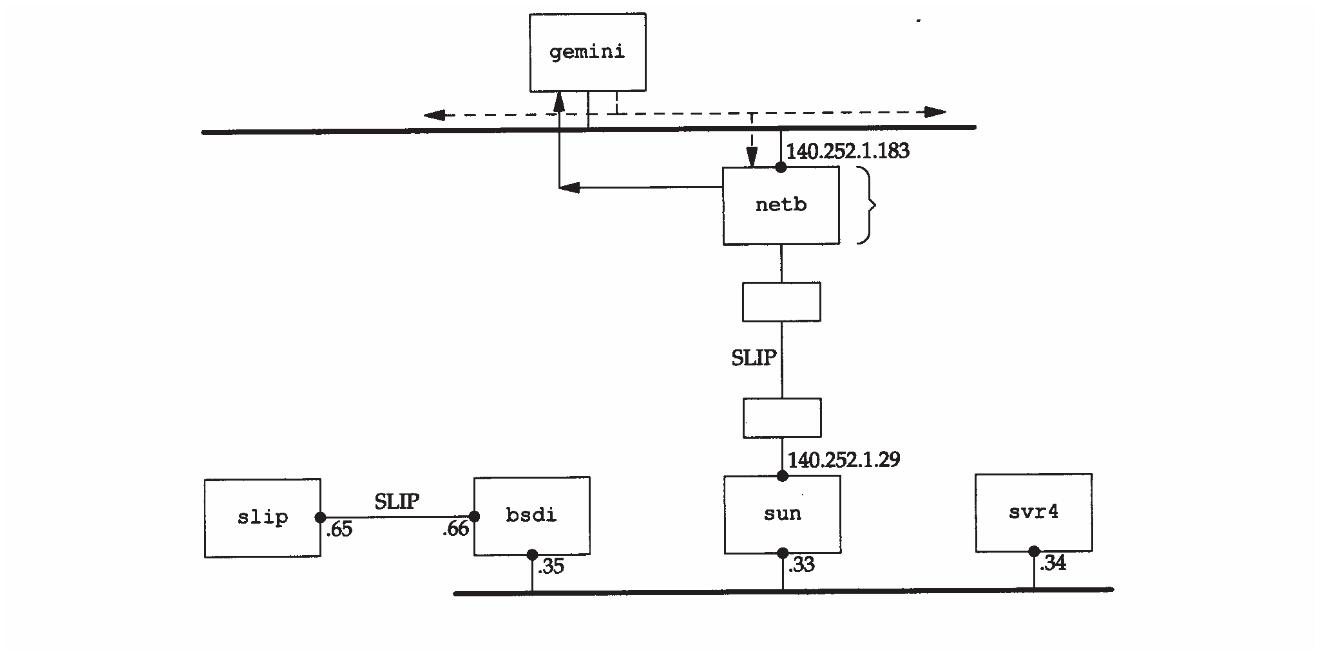 gemini
140.252.1.183
netb
SLIP
140.252.1.29
slip
SLIP
bsdi
sun
svr4
.65
.66
.35
.33
.34